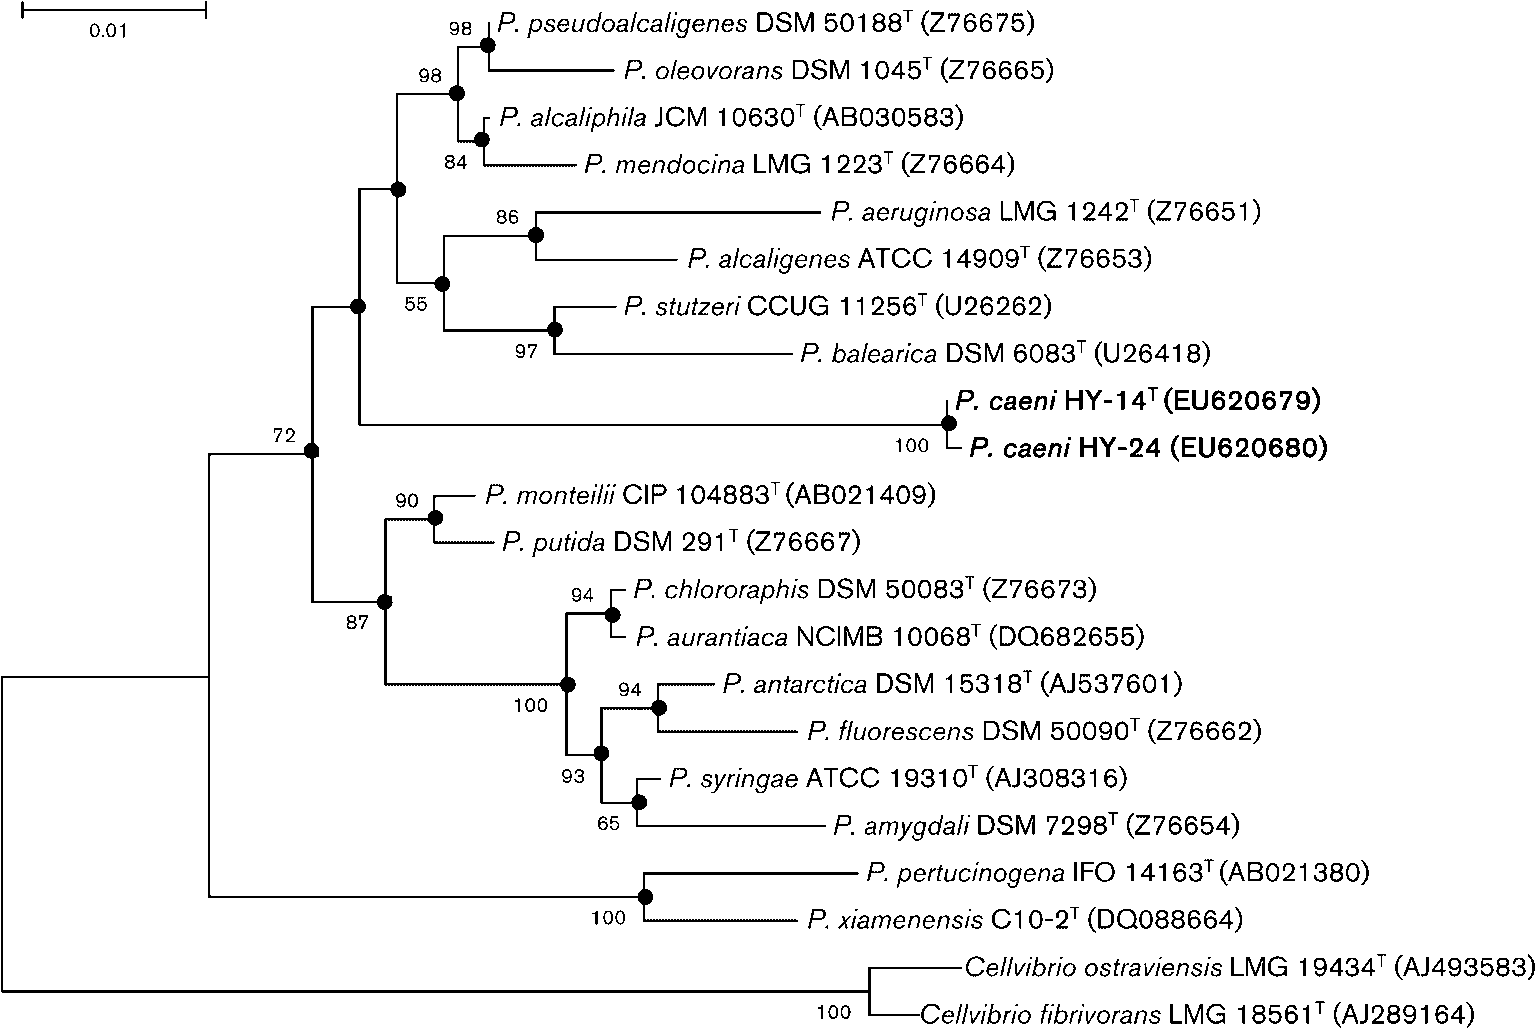 0.01
98
P. pseudoalcaligenes DSM 50188ᵀ (Z76675)
P. oleovorans DSM 1045ᵀ (Z76665)
98
P. alcaliphila JCM 10630ᵀ (AB030583)
84
P. mendocina LMG 1223ᵀ (Z76664)
86
P. aeruginosa LMG 1242ᵀ (Z76651)
P. alcaligenes ATCC 14909ᵀ (Z76653)
55
P. stutzeri CCUG 11256ᵀ (U26262)
97
P. balearica DSM 6083ᵀ (U26418)
P. caeni HY-14ᵀ (EU620679)
100
P. caeni HY-24 (EU620680)
72
90
P. monteilii CIP 104883ᵀ (AB021409)
P. putida DSM 291ᵀ (Z76667)
87
94
P. chlororaphis DSM 50083ᵀ (Z76673)
P. aurantiaca NCIMB 10068ᵀ (DQ682655)
100
94
P. antarctica DSM 15318ᵀ (AJ537601)
P. fluorescens DSM 50090ᵀ (Z76662)
93
P. syringae ATCC 19310ᵀ (AJ308316)
65
P. amygdali DSM 7298ᵀ (Z76654)
P. pertucinogena IFO 14163ᵀ (AB021380)
100
P. xiamenensis C10-2ᵀ (DQ088664)
Cellvibrio ostraviensis LMG 19434ᵀ (AJ493583)
100
Cellvibrio fibrivorans LMG 18561ᵀ (AJ289164)